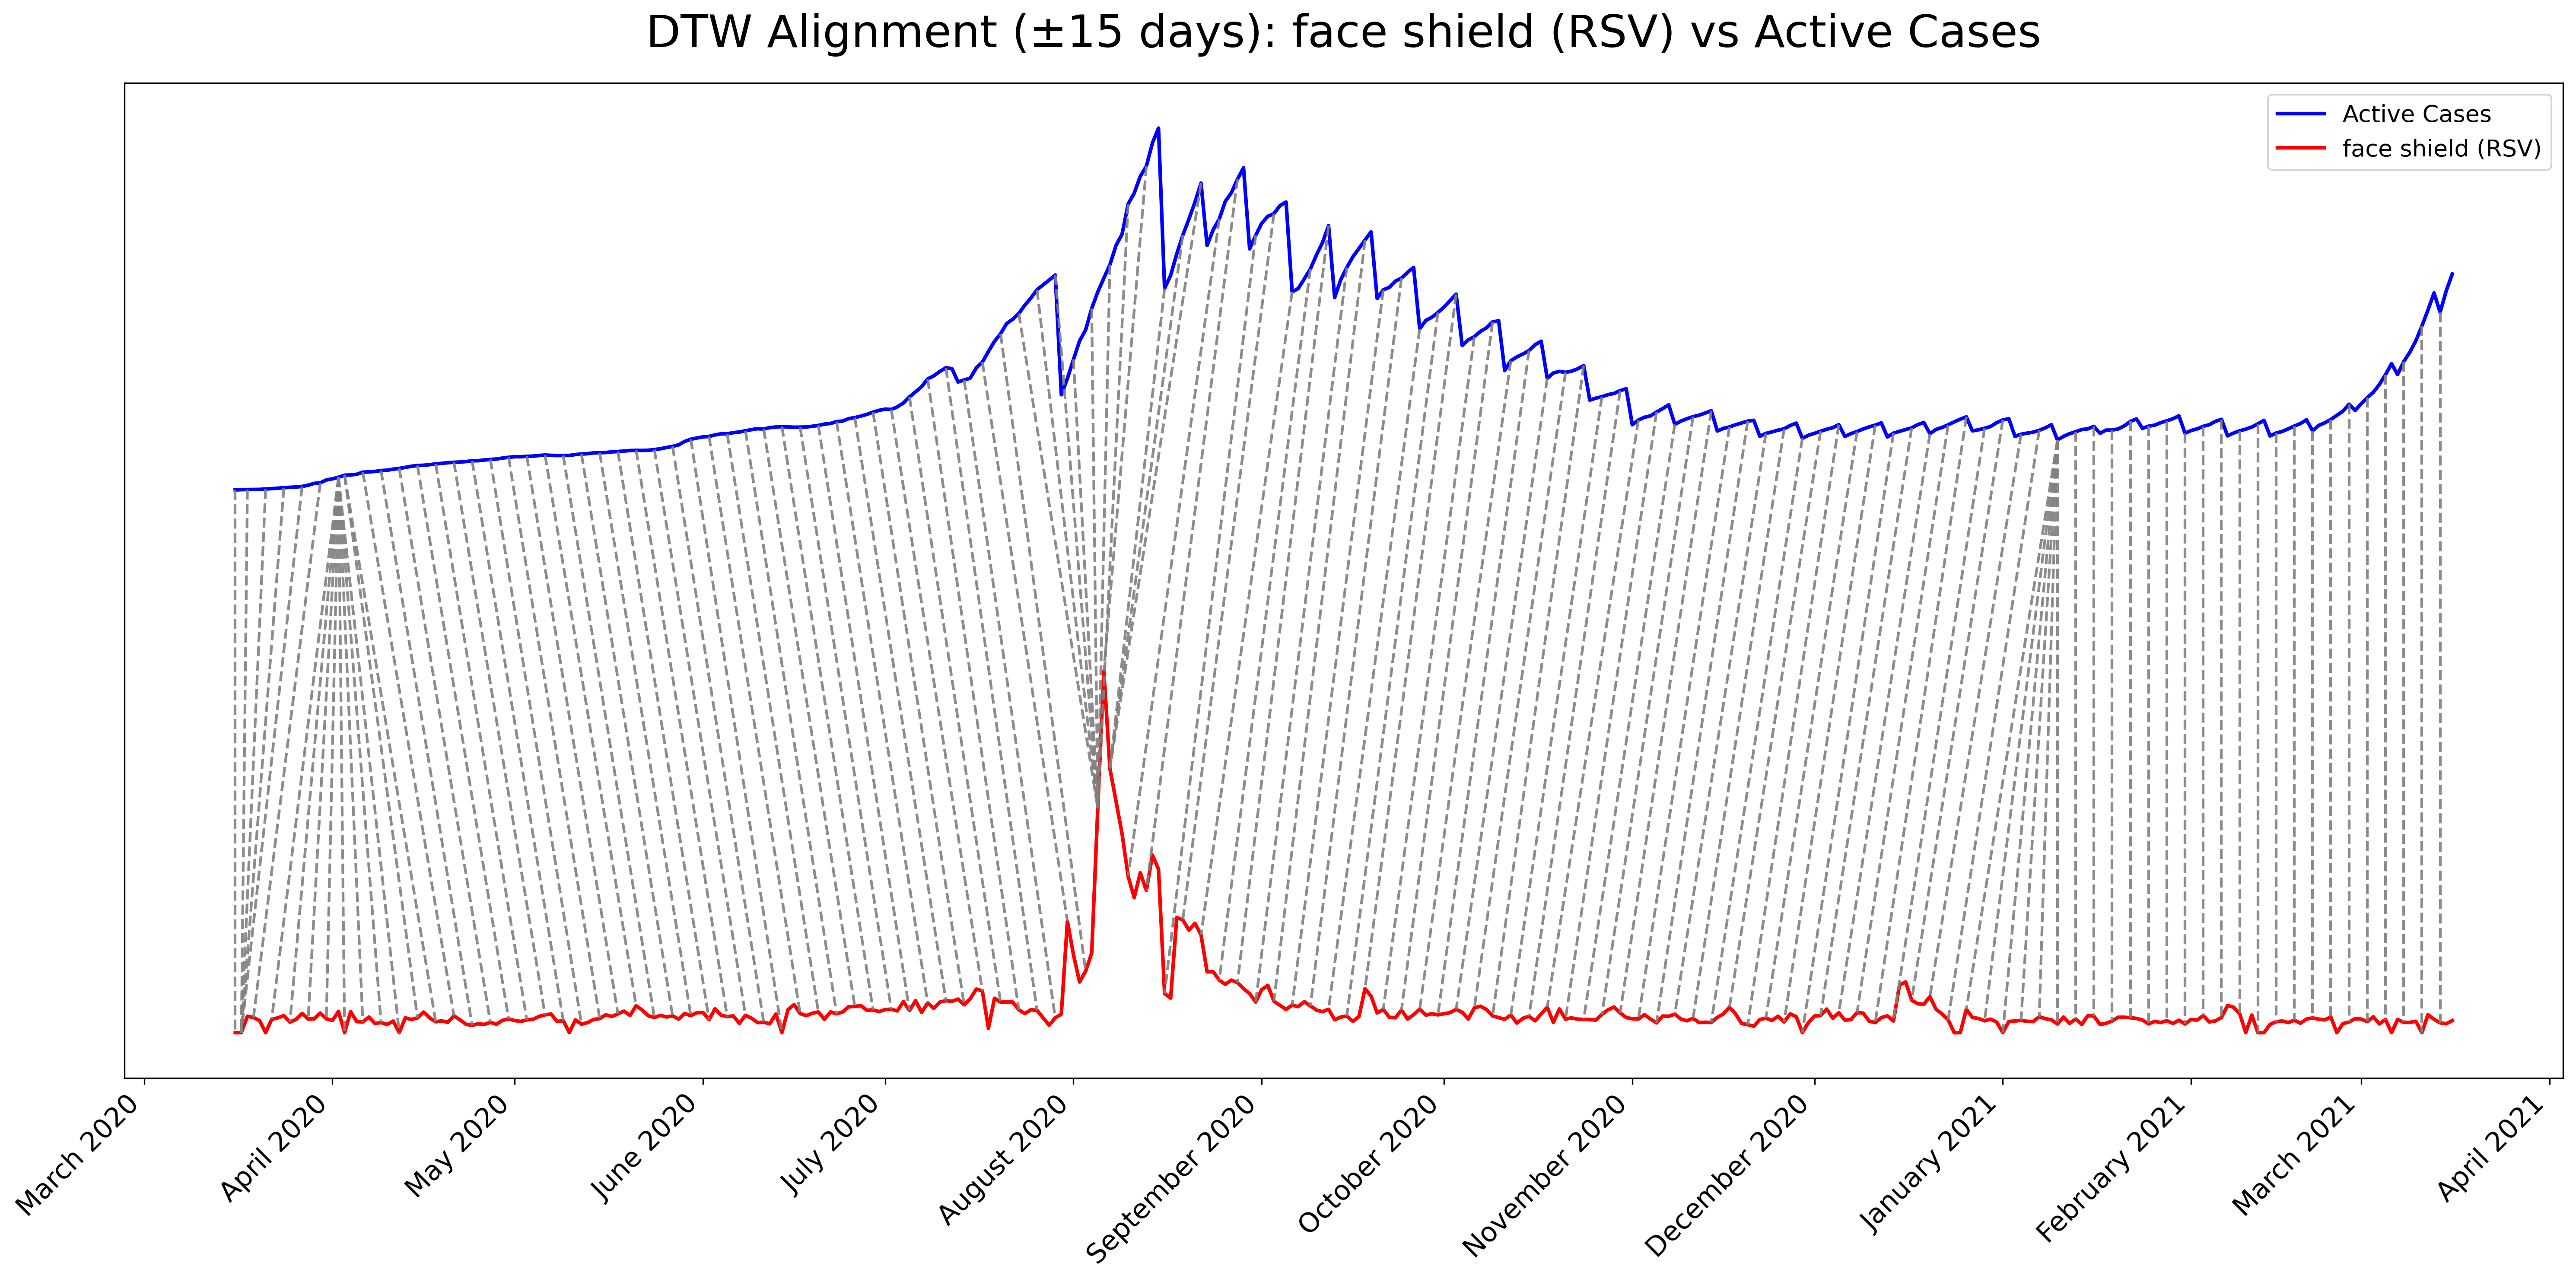 DTW Alignment (±15 days): face shield (RSV) vs Active Cases
Active Cases
face shield (RSV)
March 2020
April 2020
May 2020
June 2020
July 2020
August 2020
September 2020
October 2020
November 2020
December 2020
January 2021
February 2021
March 2021
April 2021